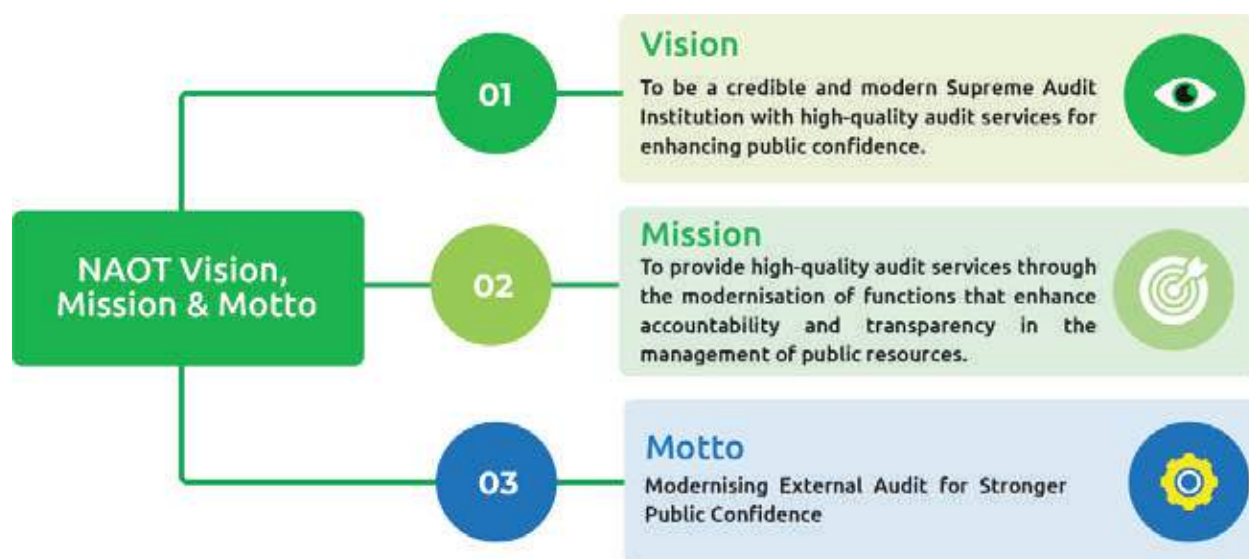 NAOT Vision,
Mission & Motto
01
Vision
To be a credible and modern Supreme Audit
Institution with high-quality audit services for
enhancing public confidence.
02
Mission
To provide high-quality audit services through
the modernisation of functions that enhance
accountability and transparency in the
management of public resources.
03
Motto
Modernising External Audit for Stronger
Public Confidence